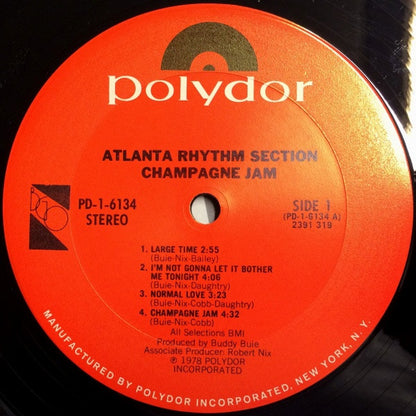 polydor
ATLANTA RHYTHM SECTION
CHAMPAGNE JAM
PD-1-6134
STEREO
SIDE 1
(PD-1-6134 A)
2391 319
1. LARGE TIME 2:55
(Buie-Nix-Bailey)
2. I'M NOT GONNA LET IT BOTHER
ME TONIGHT 4:06
(Buie-Nix-Daughtry)
3. NORMAL LOVE 3:23
(Buie-Nix-Cobb-Daughtry)
4. CHAMPAGNE JAM 4:32
(Buie-Nix-Cobb)
All Selections BMI
Produced by Buddy Buie
Associate Producer: Robert Nix
℗ 1978 POLYDOR
INCORPORATED
MANUFACTURED BY POLYDOR INCORPORATED, NEW YORK, N.Y.